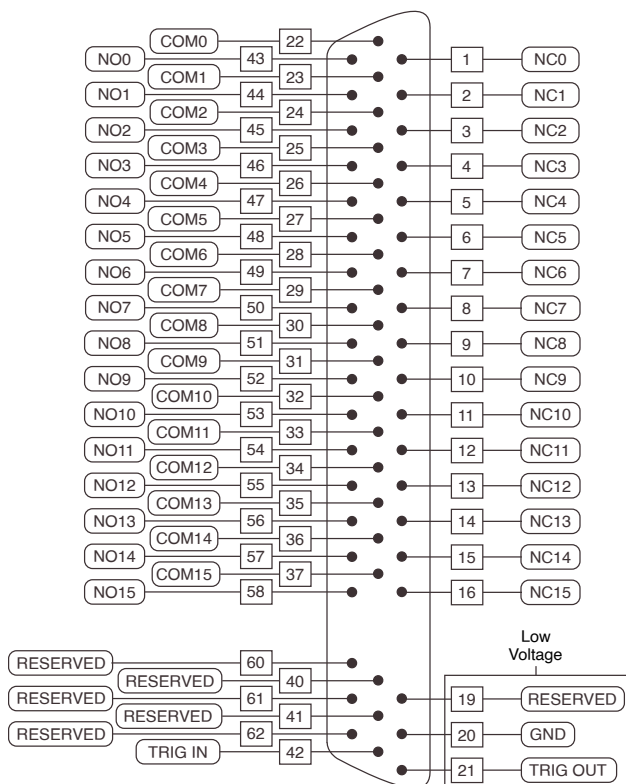 COM0 22
NO0 43 1 NC0
COM1 23
NO1 44 2 NC1
COM2 24
NO2 45 3 NC2
COM3 25
NO3 46 4 NC3
COM4 26
NO4 47 5 NC4
COM5 27
NO5 48 6 NC5
COM6 28
NO6 49 7 NC6
COM7 29
NO7 50 8 NC7
COM8 30
NO8 51 9 NC8
COM9 31
NO9 52 10 NC9
COM10 32
NO10 53 11 NC10
COM11 33
NO11 54 12 NC11
COM12 34
NO12 55 13 NC12
COM13 35
NO13 56 14 NC13
COM14 36
NO14 57 15 NC14
COM15 37
NO15 58 16 NC15
Low
Voltage
RESERVED 60
RESERVED 40
RESERVED 61 19 RESERVED
RESERVED 41
RESERVED 62 20 GND
TRIG IN 42
21 TRIG OUT